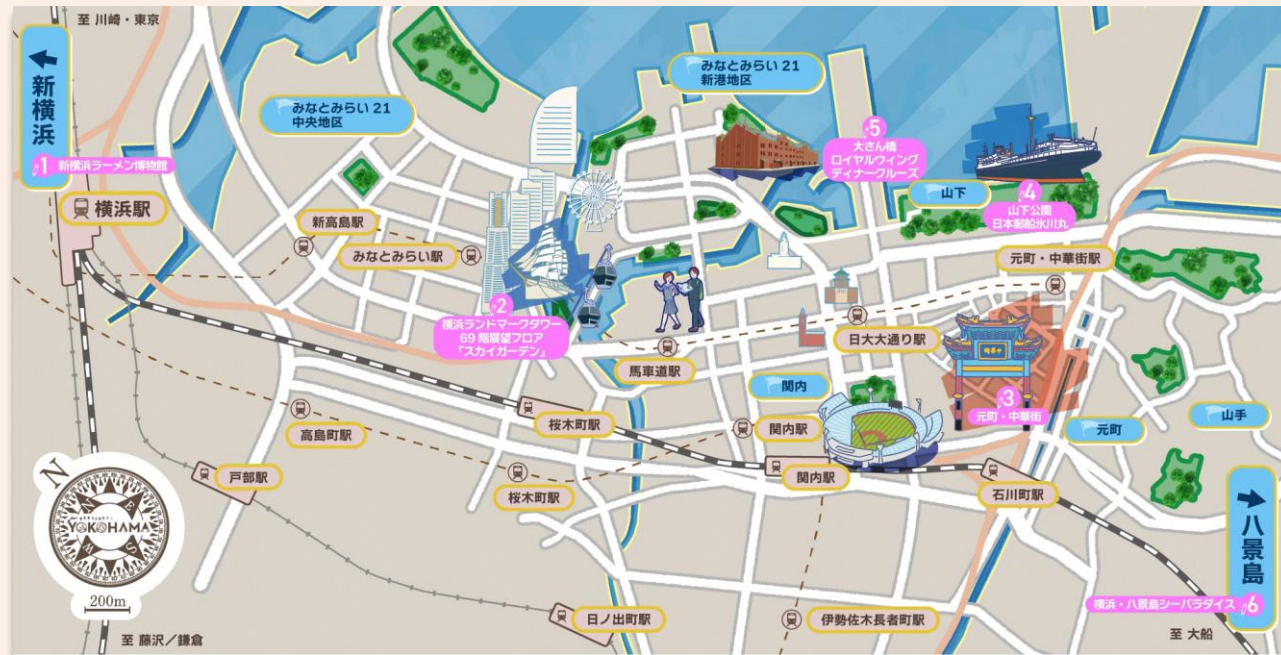 至 川崎・東京
新横浜
1 新横浜ラーメン博物館
横浜駅
みなとみらい 21
中央地区
みなとみらい 21
新港地区
5
大さん橋
ロイヤルウィング
ディナークルーズ
山下
4
山下公園
日本郵船氷川丸
新高島駅
みなとみらい駅
元町・中華街駅
2
横浜ランドマークタワー
69 階展望フロア
「スカイガーデン」
馬車道駅
日大大通り駅
関内
中華街
3
元町・中華街
元町
山手
高島町駅
桜木町駅
関内駅
戸部駅
桜木町駅
関内駅
石川町駅
N
N
E
YOKOHAMA
W
S
200m
八景島
横浜・八景島シーパラダイス 6
日ノ出町駅
伊勢佐木長者町駅
至 藤沢／鎌倉
至 大船